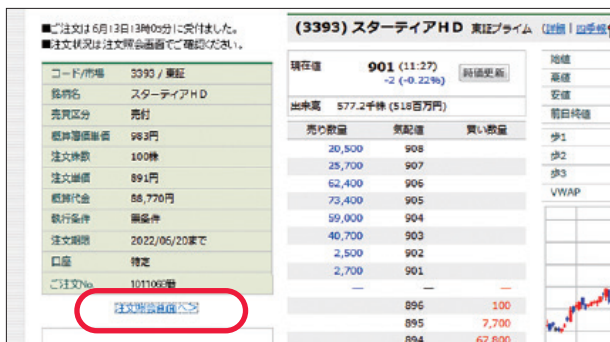 ■ご注文は6月13日13時05分に受付ました。
■注文状況は注文照会画面でご確認ください。
コード/市場 3393 / 東証
銘柄名 スターティアHD
売買区分 売付
概算簿価単価 983円
注文株数 100株
注文単価 891円
概算代金 88,770円
執行条件 無条件
注文期限 2022/06/20まで
口座 特定
ご注文No.
注文照会画面へ>
(3393) スターティアHD 東証プライム
現在値 901 (11:27) 時価更新
-2 (-0.22%)
出来高 577.2千株 (518百万円)
売り数量 気配値 買い数量
20,500 908
25,700 907
62,400 906
73,400 905
59,000 904
40,700 903
2,500 902
2,700 901
― ― ―
896 100
895 7,700
894 67,800
詳細 | 四季報
始値
高値
安値
前日終値
歩1
歩2
歩3
VWAP